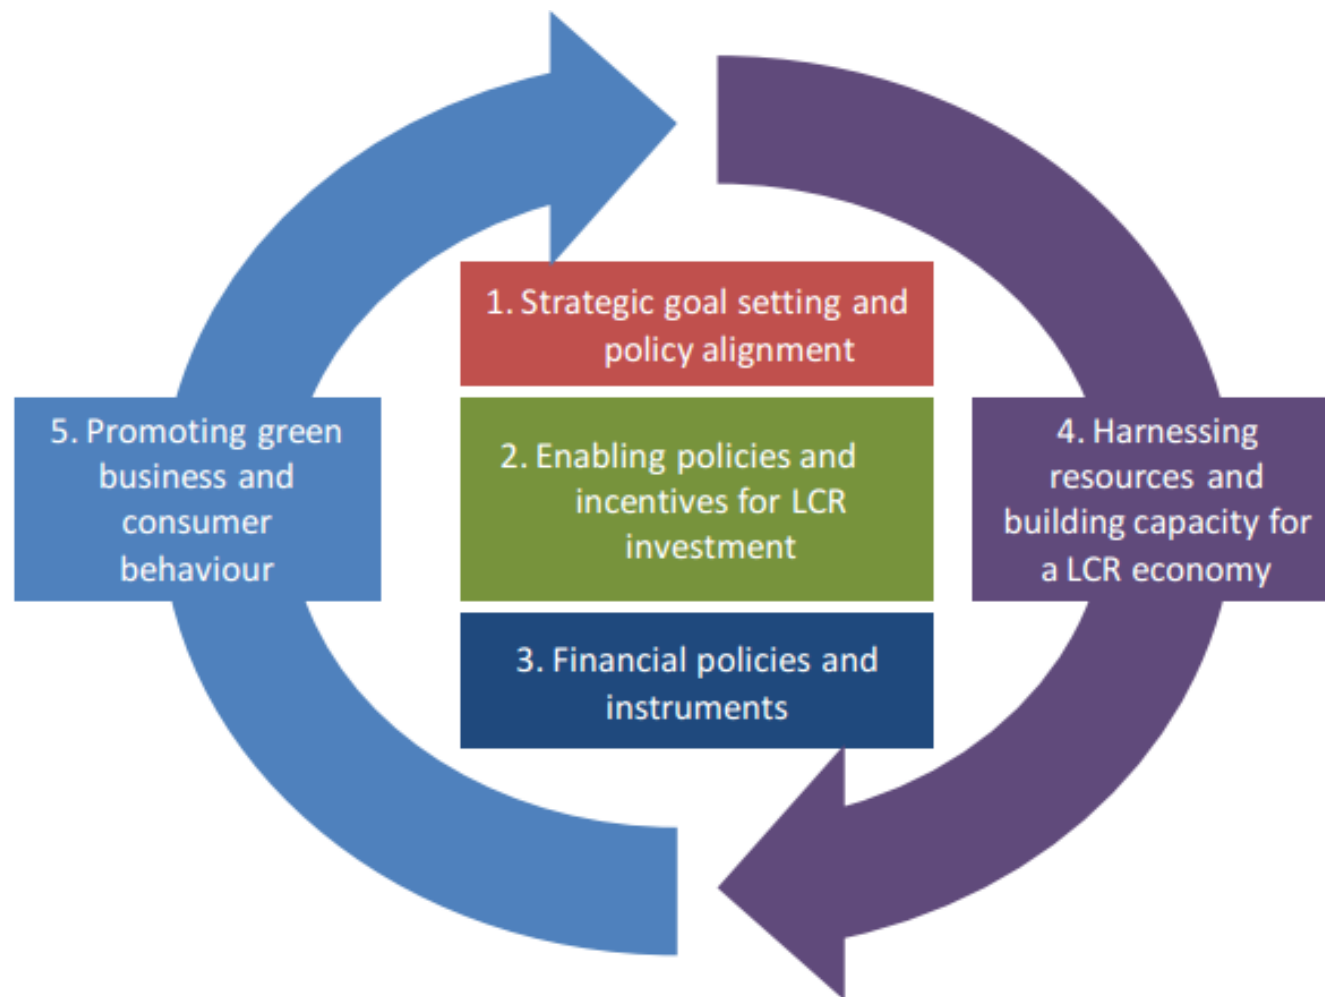 1. Strategic goal setting and
policy alignment
2. Enabling policies and
incentives for LCR
investment
3. Financial policies and
instruments
4. Harnessing
resources and
building capacity for
a LCR economy
5. Promoting green
business and
consumer
behaviour